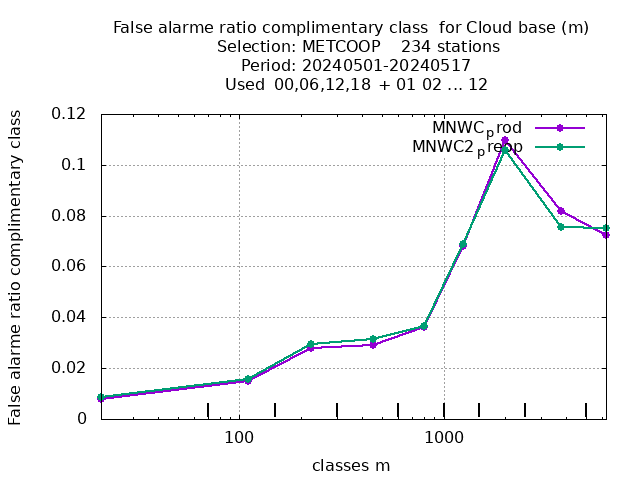 False alarme ratio complimentary class  for Cloud base (m)
Selection: METCOOP    234 stations
Period: 20240501-20240517
Used  00,06,12,18 + 01 02 ... 12
False alarme ratio complimentary class
0.12
0.1
0.08
0.06
0.04
0.02
0
MNWCprod
MNWC2prepp
100
1000
classes m